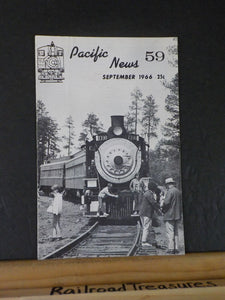 Pacific
News 59
SEPTEMBER 1966 25¢
Railroad Treasures